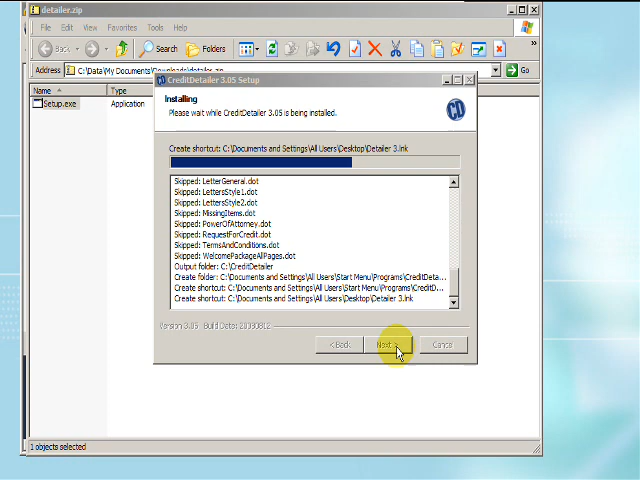 detailer.zip
File Edit View Favorites Tools Help
Back Search Folders
Address C:\Data\My Documents\Downloads\detailer.zip Go
Name Type
Setup.exe Application
CreditDetailer 3.05 Setup
Installing
Please wait while CreditDetailer 3.05 is being installed.
Create shortcut: C:\Documents and Settings\All Users\Desktop\Detailer 3.lnk
Skipped: LetterGeneral.dot
Skipped: LettersStyle1.dot
Skipped: LettersStyle2.dot
Skipped: MissingItems.dot
Skipped: PowerOfAttorney.dot
Skipped: RequestForCredit.dot
Skipped: TermsAndConditions.dot
Skipped: WelcomePackageAllPages.dot
Output folder: C:\CreditDetailer
Create folder: C:\Documents and Settings\All Users\Start Menu\Programs\CreditDeta...
Create shortcut: C:\Documents and Settings\All Users\Start Menu\Programs\CreditD...
Create shortcut: C:\Documents and Settings\All Users\Desktop\Detailer 3.lnk
Version 3.05 Build Date: 20080812
< Back Next > Cancel
1 objects selected